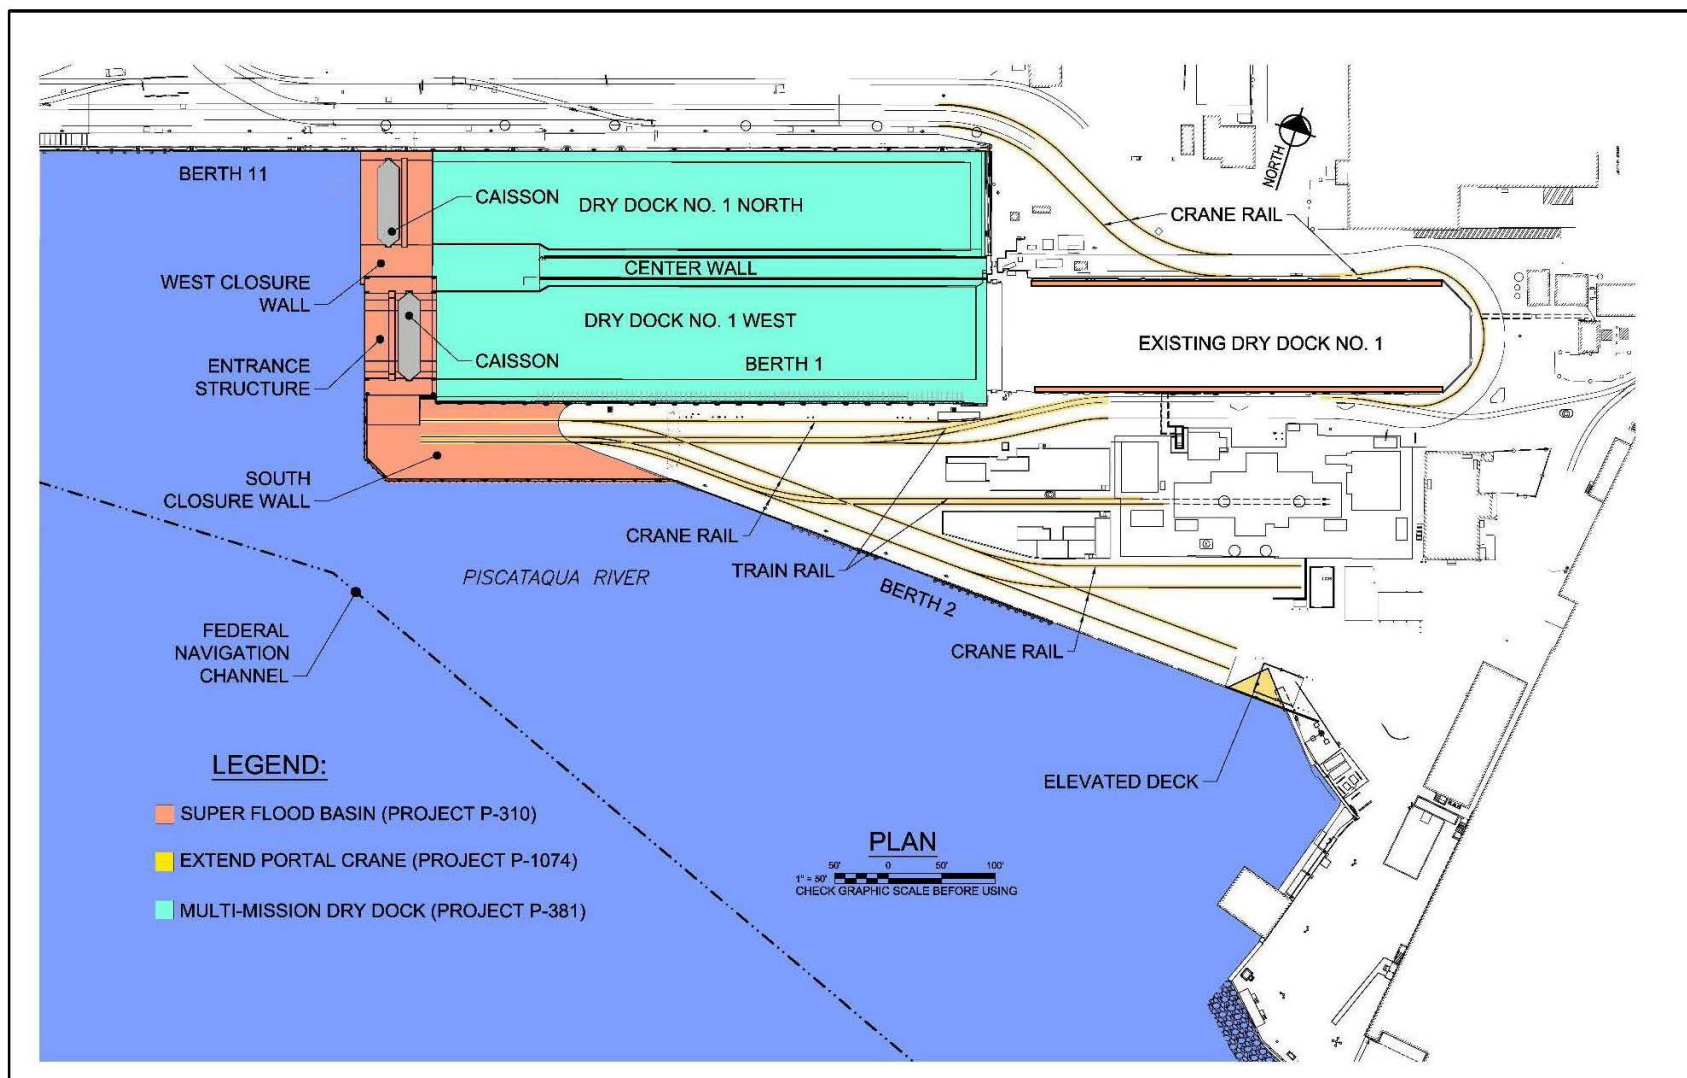 BERTH 11
CAISSON
DRY DOCK NO. 1 NORTH
NORTH
CRANE RAIL
WEST CLOSURE
WALL
CENTER WALL
DRY DOCK NO. 1 WEST
EXISTING DRY DOCK NO. 1
ENTRANCE
STRUCTURE
CAISSON
BERTH 1
SOUTH
CLOSURE WALL
CRANE RAIL
TRAIN RAIL
PISCATAQUA RIVER
BERTH 2
CRANE RAIL
FEDERAL
NAVIGATION
CHANNEL
ELEVATED DECK
LEGEND:
SUPER FLOOD BASIN (PROJECT P-310)
EXTEND PORTAL CRANE (PROJECT P-1074)
MULTI-MISSION DRY DOCK (PROJECT P-381)
PLAN
50' 0 50' 100'
1" = 50'
CHECK GRAPHIC SCALE BEFORE USING